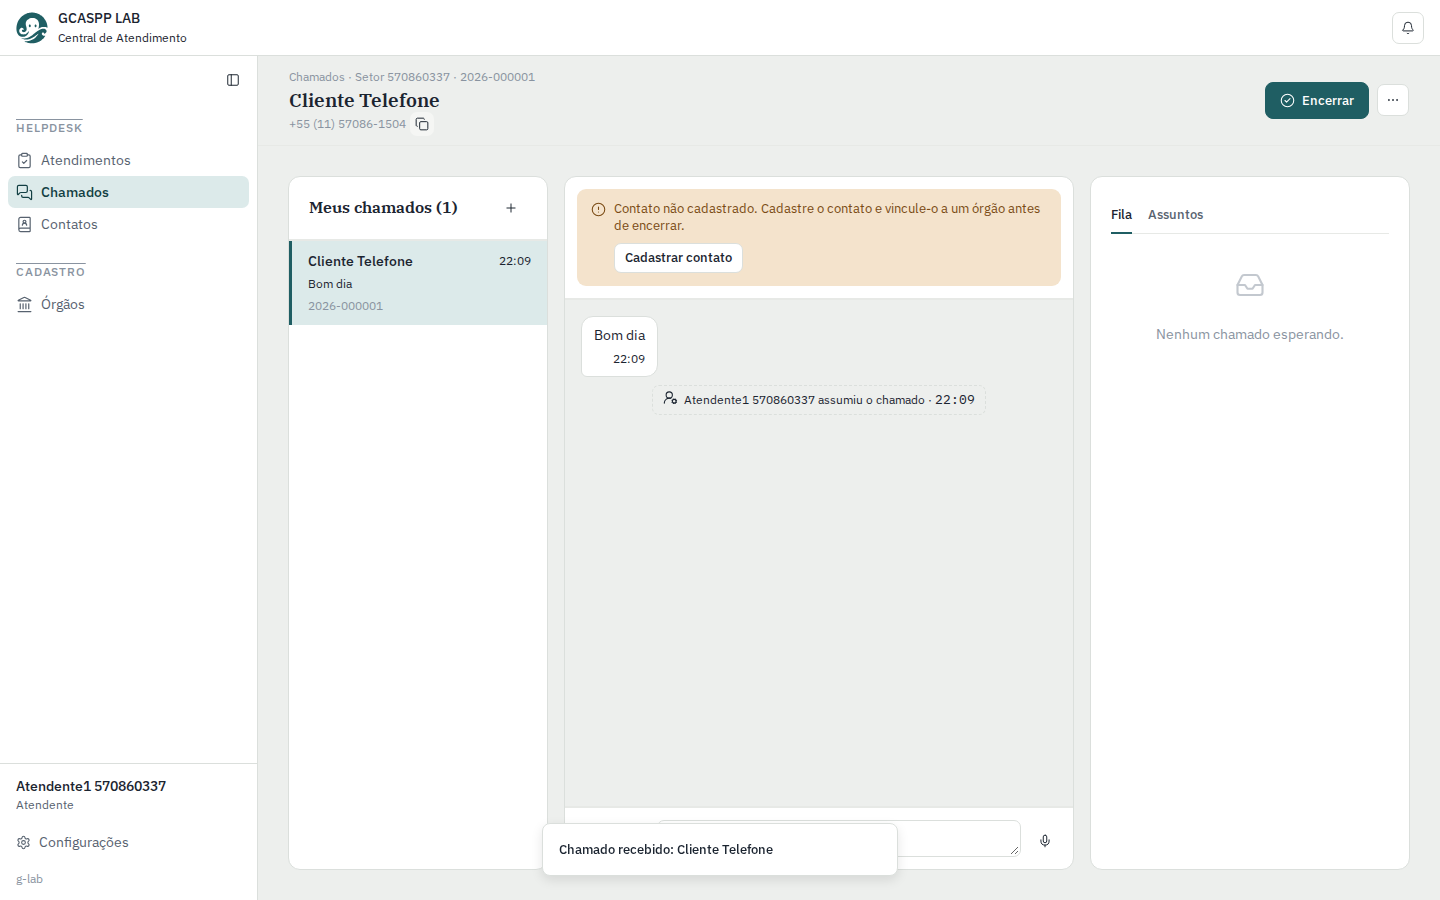 GCASPP LAB
Central de Atendimento
HELPDESK
Atendimentos
Chamados
Contatos
CADASTRO
Órgãos
Atendente1 570860337
Atendente
Configurações
g-lab
Chamados · Setor 570860337 · 2026-000001
Cliente Telefone
+55 (11) 57086-1504
Encerrar
Meus chamados (1)
Cliente Telefone 22:09
Bom dia
2026-000001
Contato não cadastrado. Cadastre o contato e vincule-o a um órgão antes
de encerrar.
Cadastrar contato
Bom dia
22:09
Atendente1 570860337 assumiu o chamado · 22:09
Chamado recebido: Cliente Telefone
Fila Assuntos
Nenhum chamado esperando.